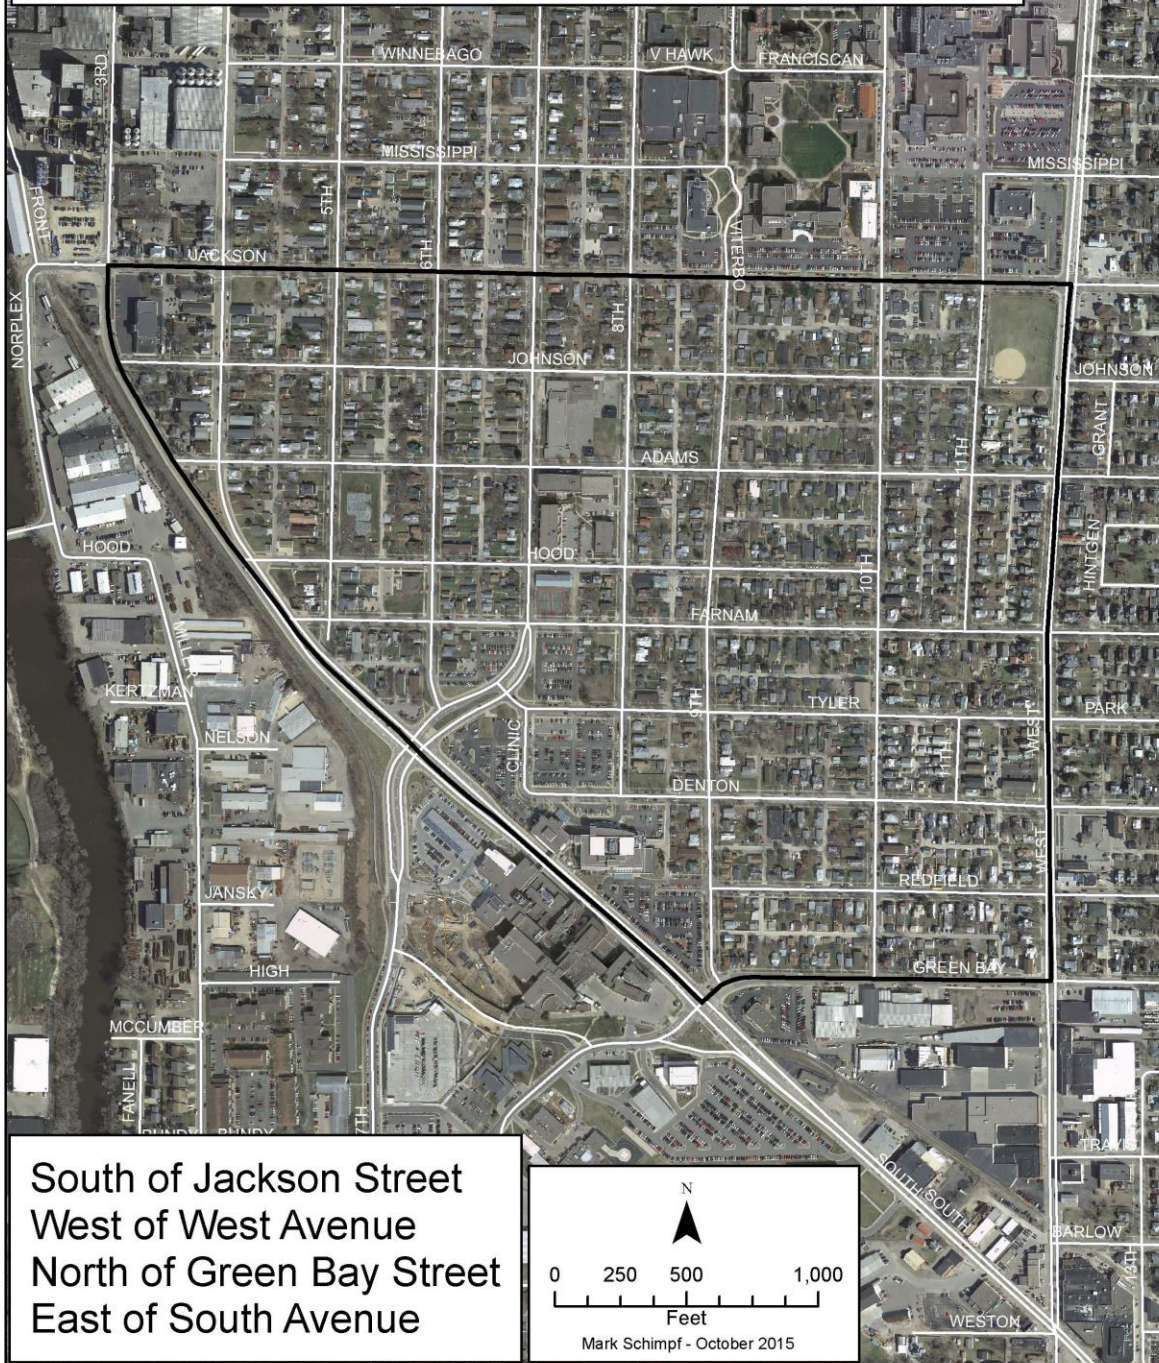 WINNEBAGO
V HAWK
FRANCISCAN
3RD
MISSISSIPPI
MISSISSIPPI
5TH
FRONT
6TH
VITERBO
JACKSON
NORPLEX
8TH
JOHNSON
JOHNSON
GRANT
11TH
ADAMS
HOOD
HOOD
10TH
HINTGEN
FARNAM
MILLER
KERTZMAN
9TH
TYLER
PARK
WEST
NELSON
CLINIC
11TH
DENTON
WEST
JANSKY
REDFIELD
HIGH
GREEN BAY
MCCUMBER
FANELL
BUNDY
BUNDY
7TH
TRAVIS
SOUTH SOUTH
BARLOW
13TH
WESTON
South of Jackson Street
West of West Avenue
North of Green Bay Street
East of South Avenue
N
0 250 500 1,000
Feet
Mark Schimpf - October 2015